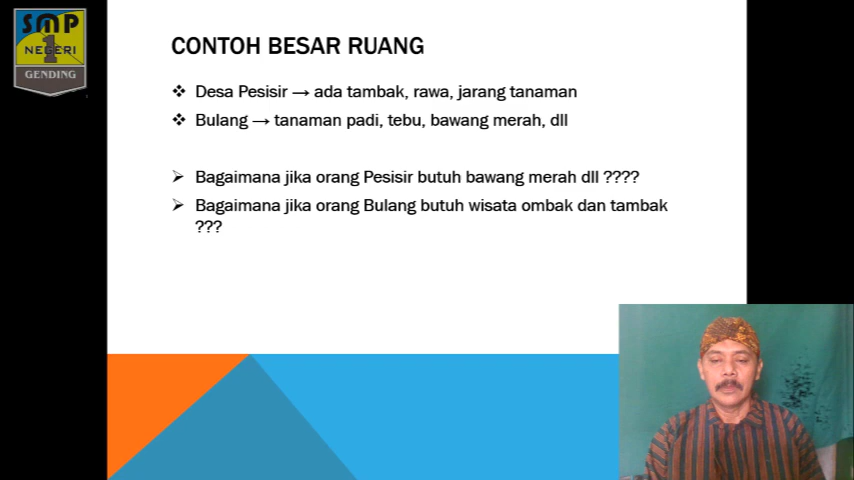 SMP
1
NEGERI
GENDING
CONTOH BESAR RUANG
❖ Desa Pesisir → ada tambak, rawa, jarang tanaman
❖ Bulang → tanaman padi, tebu, bawang merah, dll
➢ Bagaimana jika orang Pesisir butuh bawang merah dll ????
➢ Bagaimana jika orang Bulang butuh wisata ombak dan tambak
???